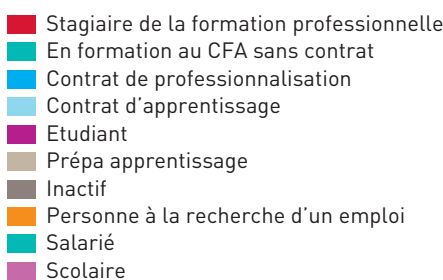 Stagiaire de la formation professionnelle
En formation au CFA sans contrat
Contrat de professionnalisation
Contrat d'apprentissage
Etudiant
Prépa apprentissage
Inactif
Personne à la recherche d'un emploi
Salarié
Scolaire